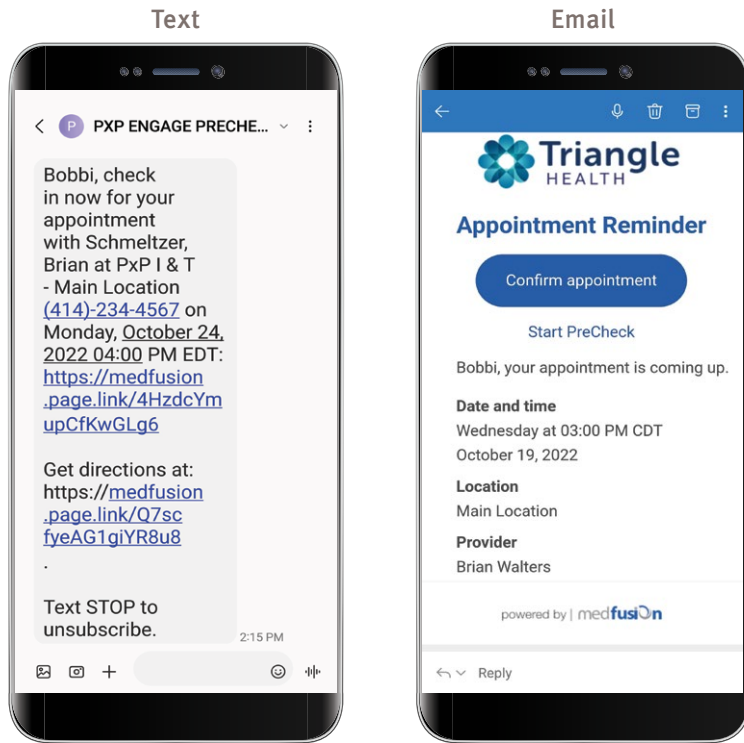 Text
P PXP ENGAGE PRECHE...
Bobbi, check
in now for your
appointment
with Schmeltzer,
Brian at PxP I & T
- Main Location
(414)-234-4567 on
Monday, October 24,
2022 04:00 PM EDT:
https://medfusion
.page.link/4HzdcYm
upCfKwGLg6
Get directions at:
https://medfusion
.page.link/Q7sc
fyeAG1giYR8u8
.
Text STOP to
unsubscribe.
2:15 PM
Email
Triangle
HEALTH
Appointment Reminder
Confirm appointment
Start PreCheck
Bobbi, your appointment is coming up.
Date and time
Wednesday at 03:00 PM CDT
October 19, 2022
Location
Main Location
Provider
Brian Walters
powered by | medfusion
Reply